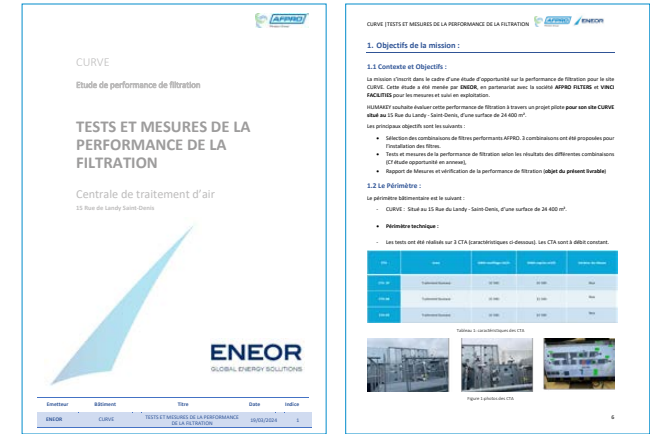 AFPRO
CURVE
Etude de performance de filtration
TESTS ET MESURES DE LA
PERFORMANCE DE LA
FILTRATION
Centrale de traitement d'air
15 Rue de Landy Saint-Denis
ENEOR
GLOBAL ENERGY SOLUTIONS
Emetteur Bâtiment Titre Date Indice
ENEOR CURVE TESTS ET MESURES DE LA PERFORMANCE DE LA FILTRATION 19/03/2024 1
CURVE |TESTS ET MESURES DE LA PERFORMANCE DE LA FILTRATION AFPRO ENEOR
1. Objectifs de la mission :
1.1 Contexte et Objectifs :
La mission s'inscrit dans le cadre d'une étude d'opportunité sur la performance de filtration pour le site
CURVE. Cette étude a été menée par ENEOR, en partenariat avec la société AFPRO FILTERS et VINCI
FACILITIES pour les mesures et suivi en exploitation.
HUMAKEY souhaite évaluer cette performance de filtration à travers un projet pilote pour son site CURVE
situé au 15 Rue du Landy - Saint-Denis, d'une surface de 24 400 m².
Les principaux objectifs sont les suivants :
• Sélection des combinaisons de filtres performants AFPRO. 3 combinaisons ont été proposées pour
l'installation des filtres.
• Tests et mesures de la performance de filtration selon les résultats des différentes combinaisons
(Cf étude opportunité en annexe),
• Rapport de Mesures et vérification de la performance de filtration (objet du présent livrable)
1.2 Le Périmètre :
Le périmètre bâtimentaire est le suivant :
- CURVE : Situé au 15 Rue du Landy - Saint-Denis, d'une surface de 24 400 m².
• Périmètre technique :
- Les tests ont été réalisés sur 3 CTA (caractéristiques ci-dessous). Les CTA sont à débit constant.
Tableau 1: caractéristiques des CTA
Figure 1:photos des CTA
6